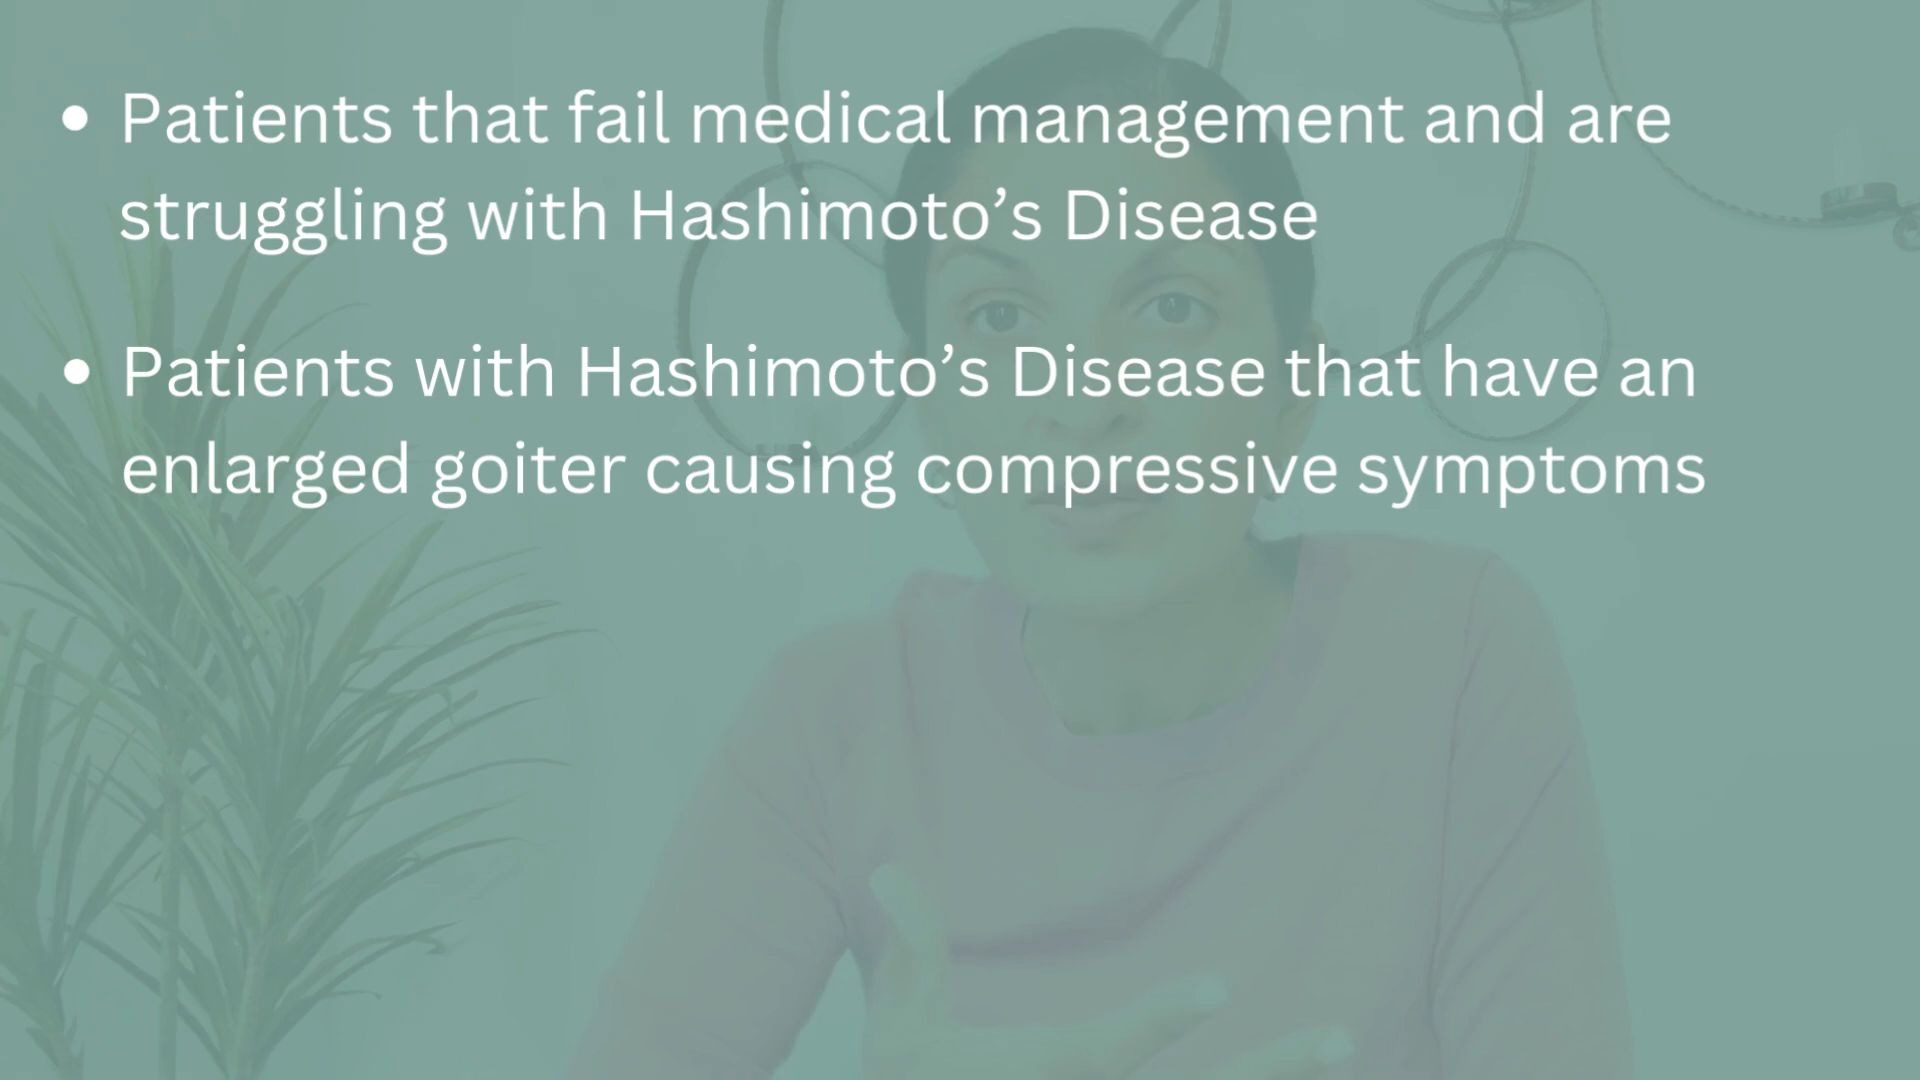 • Patients that fail medical management and are
struggling with Hashimoto’s Disease
• Patients with Hashimoto’s Disease that have an
enlarged goiter causing compressive symptoms